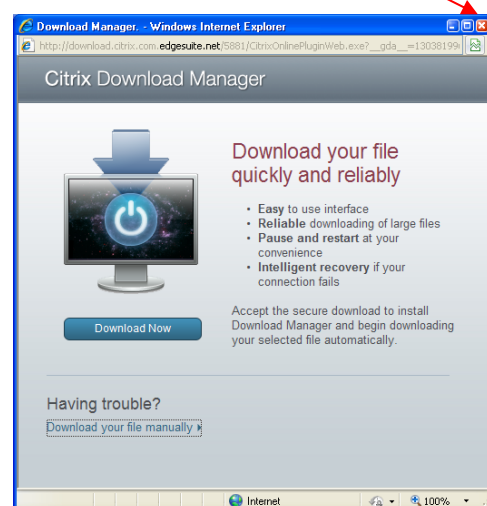 Download Manager. - Windows Internet Explorer
http://download.citrix.com.edgesuite.net/5881/CitrixOnlinePluginWeb.exe?__gda__=13038199
Citrix Download Manager
Download your file
quickly and reliably
• Easy to use interface
• Reliable downloading of large files
• Pause and restart at your
convenience
• Intelligent recovery if your
connection fails
Accept the secure download to install
Download Manager and begin downloading
your selected file automatically.
Download Now
Having trouble?
Download your file manually
Internet
100%